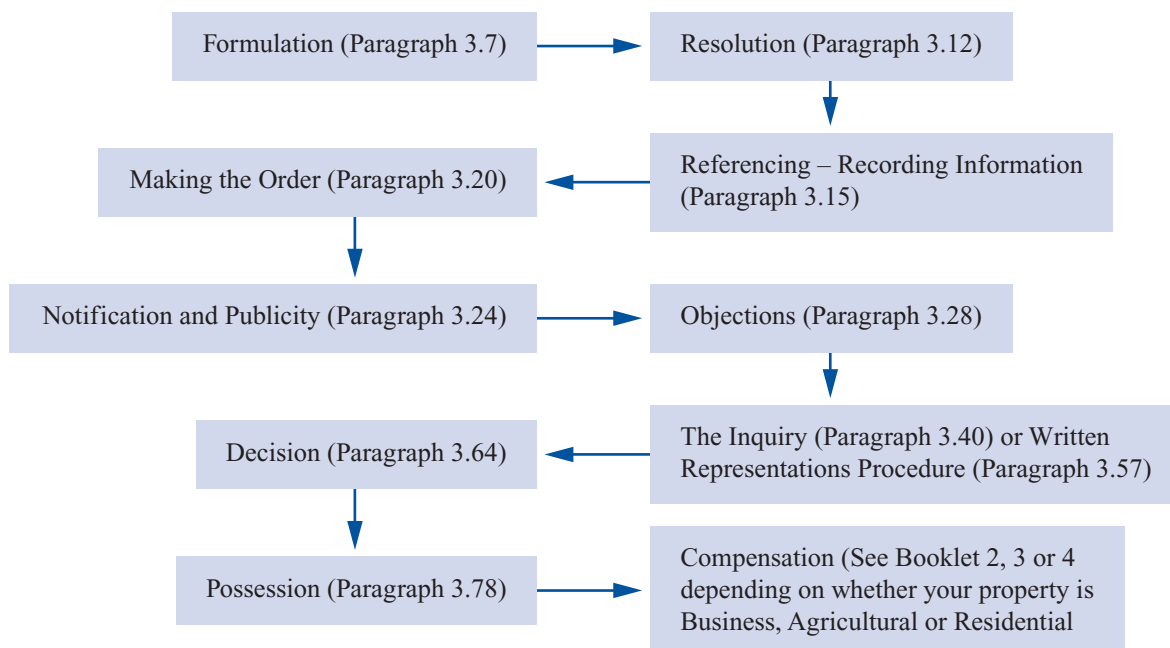 Formulation (Paragraph 3.7)
Resolution (Paragraph 3.12)
Referencing – Recording Information
(Paragraph 3.15)
Making the Order (Paragraph 3.20)
Notification and Publicity (Paragraph 3.24)
Objections (Paragraph 3.28)
The Inquiry (Paragraph 3.40) or Written
Representations Procedure (Paragraph 3.57)
Decision (Paragraph 3.64)
Possession (Paragraph 3.78)
Compensation (See Booklet 2, 3 or 4
depending on whether your property is
Business, Agricultural or Residential